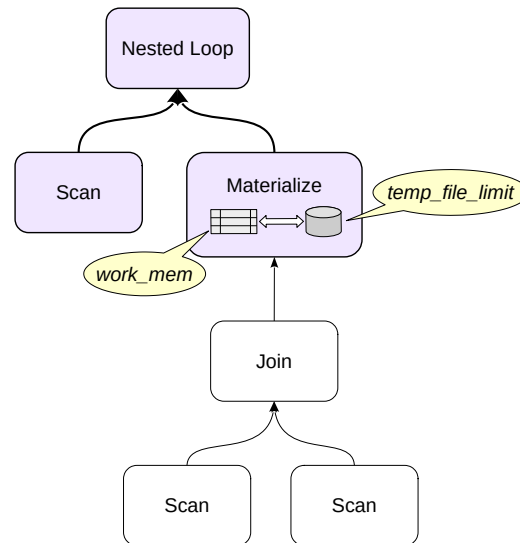 Nested Loop
Scan
Materialize
temp_file_limit
work_mem
Join
Scan
Scan